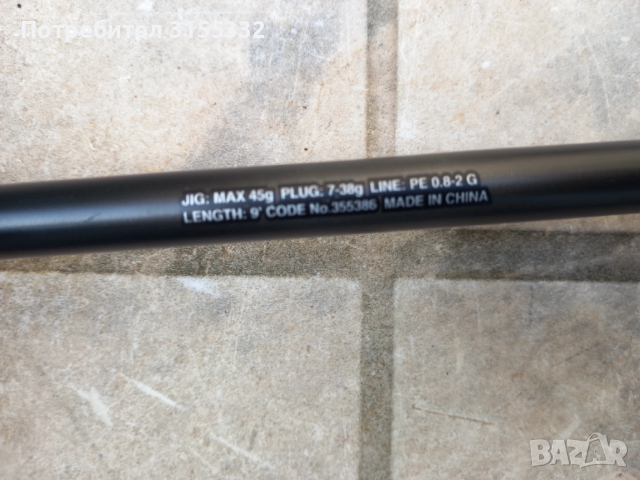 Потребител 3155332
JIG: MAX 45g PLUG: 7-38g LINE: PE 0.8-2 G
LENGTH: 9' CODE No.355386 MADE IN CHINA
BAZAR